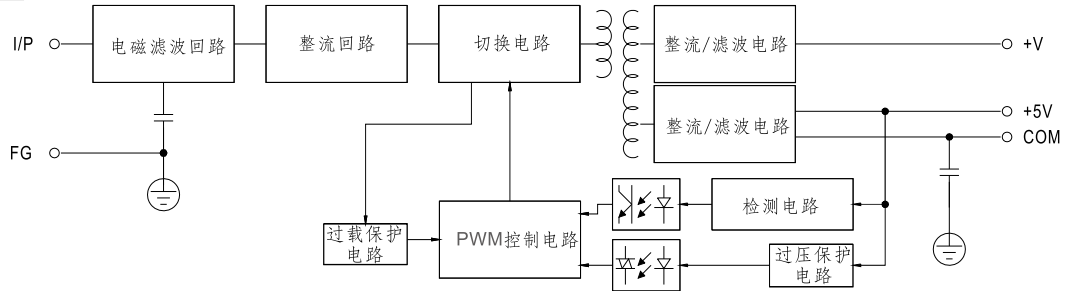 I/P
电磁滤波回路
整流回路
切换电路
整流/滤波电路
+V
整流/滤波电路
+5V
COM
FG
过载保护
电路
PWM控制电路
检测电路
过压保护
电路